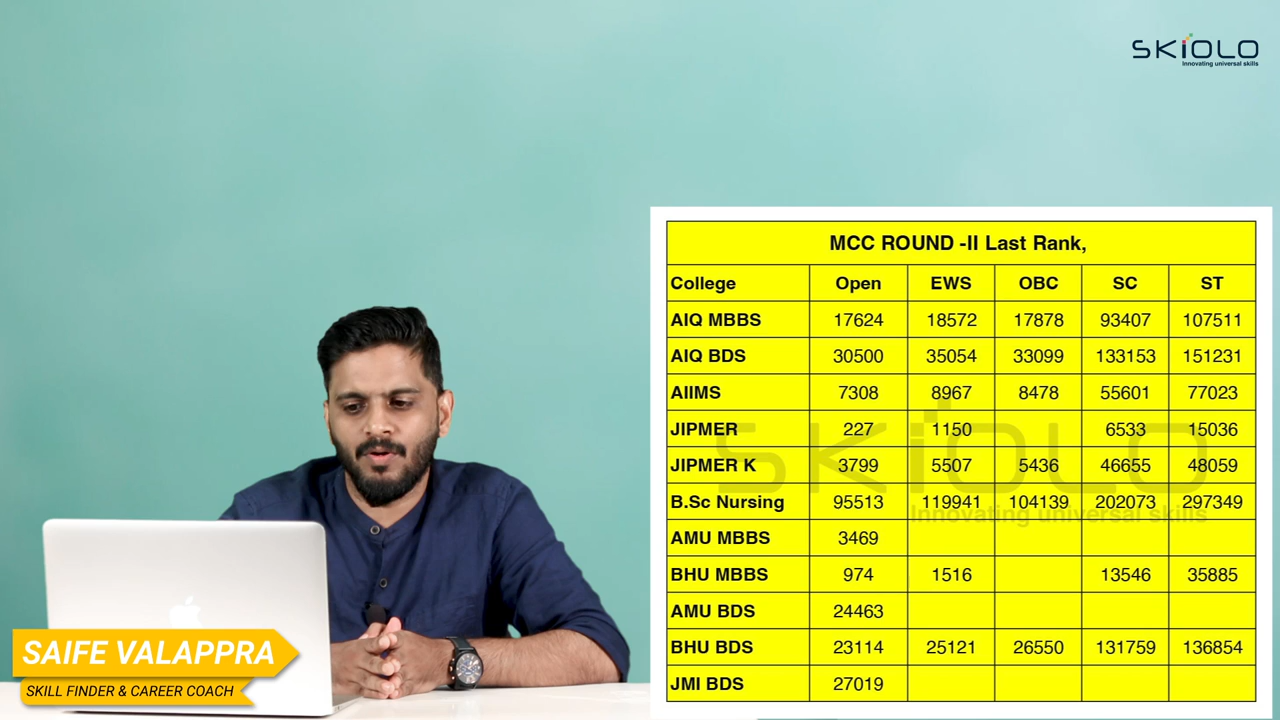 SKIOLO
Innovating universal skills
MCC ROUND -II Last Rank,
College Open EWS OBC SC ST
AIQ MBBS 17624 18572 17878 93407 107511
AIQ BDS 30500 35054 33099 133153 151231
AIIMS 7308 8967 8478 55601 77023
JIPMER 227 1150 6533 15036
JIPMER K 3799 5507 5436 46655 48059
B.Sc Nursing 95513 119941 104139 202073 297349
AMU MBBS 3469
BHU MBBS 974 1516 13546 35885
AMU BDS 24463
BHU BDS 23114 25121 26550 131759 136854
JMI BDS 27019
SKIOLO
Innovating universal skills
SAIFE VALAPPRA
SKILL FINDER & CAREER COACH